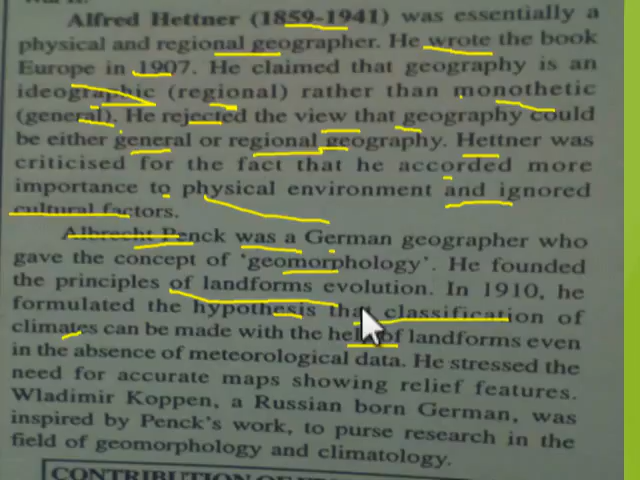 Alfred Hettner (1859-1941) was essentially a
physical and regional geographer. He wrote the book
Europe in 1907. He claimed that geography is an
ideographic (regional) rather than monothetic
(general). He rejected the view that geography could
be either general or regional geography. Hettner was
criticised for the fact that he accorded more
importance to physical environment and ignored
cultural factors.
Albrecht Penck was a German geographer who
gave the concept of 'geomorphology'. He founded
the principles of landforms evolution. In 1910, he
formulated the hypothesis that classification of
climates can be made with the help of landforms even
in the absence of meteorological data. He stressed the
need for accurate maps showing relief features.
Wladimir Koppen, a Russian born German, was
inspired by Penck's work, to purse research in the
field of geomorphology and climatology.
CONTRIBUTION OF